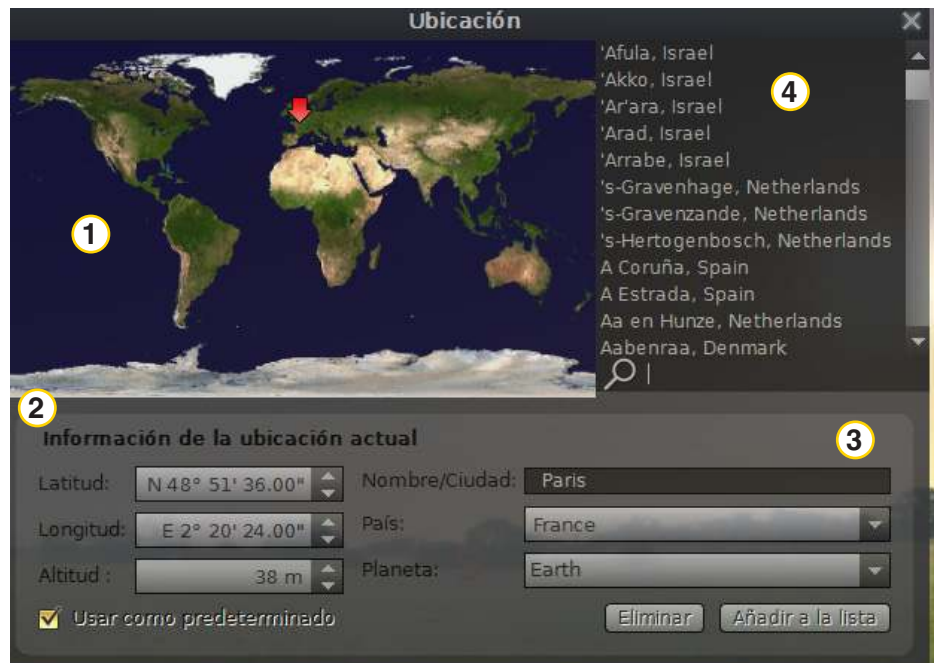 Ubicación
'Afula, Israel
'Akko, Israel
4
'Ar'ara, Israel
'Arad, Israel
'Arrabe, Israel
's-Gravenhage, Netherlands
's-Gravenzande, Netherlands
1
's-Hertogenbosch, Netherlands
A Coruña, Spain
A Estrada, Spain
Aa en Hunze, Netherlands
Aabenraa, Denmark
2
Información de la ubicación actual
3
Latitud: N 48° 51' 36.00" Nombre/Ciudad: Paris
Longitud: E 2° 20' 24.00" País: France
Altitud : 38 m Planeta: Earth
Usar como predeterminado Eliminar Añadir a la lista